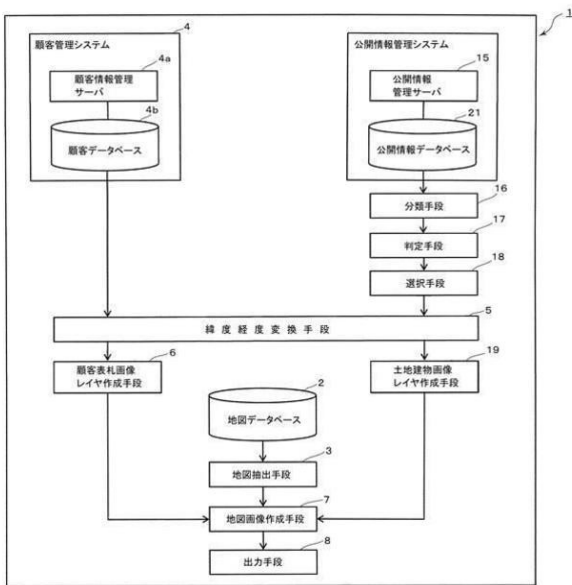 1
4
顧客管理システム
4a
顧客情報管理
サーバ
4b
顧客データベース
公開情報管理システム
15
公開情報
管理サーバ
21
公開情報データベース
16
分類手段
17
判定手段
18
選択手段
5
緯度経度変換手段
6
顧客表札画像
レイヤ作成手段
19
土地建物画像
レイヤ作成手段
2
地図データベース
3
地図抽出手段
7
地図画像作成手段
8
出力手段